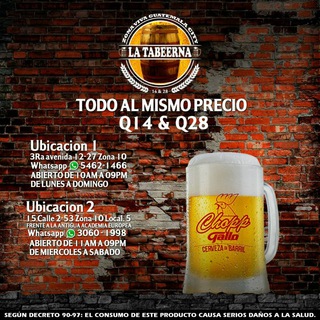 ZONA VIVA GUATEMALA CITY
LA TABEERNA
14 & 28
TODO AL MISMO PRECIO
Q14 & Q28
Ubicacion 1
3Ra avenida 12-27 Zona 10
Whatsapp 5462-1466
ABIERTO DE 10AM A 09PM
DE LUNES A DOMINGO
Ubicacion 2
15 Calle 2-53 Zona 10 Local. 5
FRENTE A LA ANTIGUA ACADEMIA EUROPEA
Whatsapp 3060-1998
ABIERTO DE 11AM A 09PM
DE MIERCOLES A SABADO
Chopp
Gallo
CERVEZA DE BARRIL
SEGÚN DECRETO 90-97: EL CONSUMO DE ESTE PRODUCTO CAUSA SERIOS DAÑOS A LA SALUD.